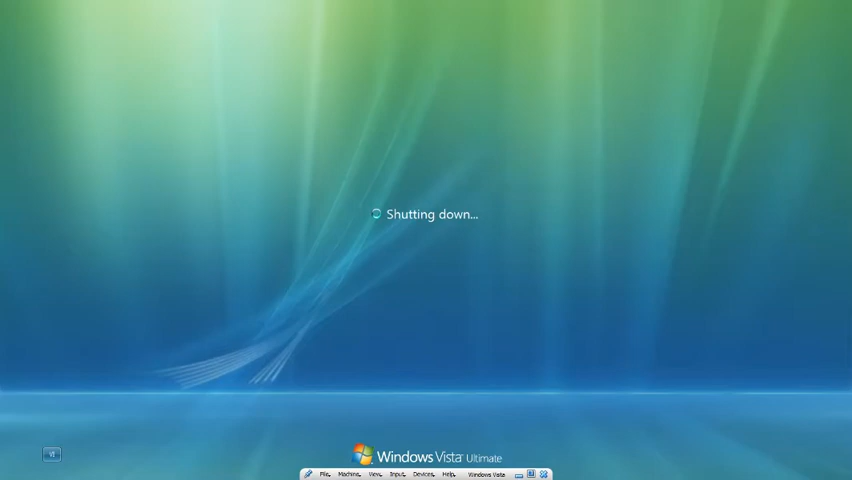 Shutting down...
Windows Vista Ultimate
File Machine View Input Devices Help Windows Vista